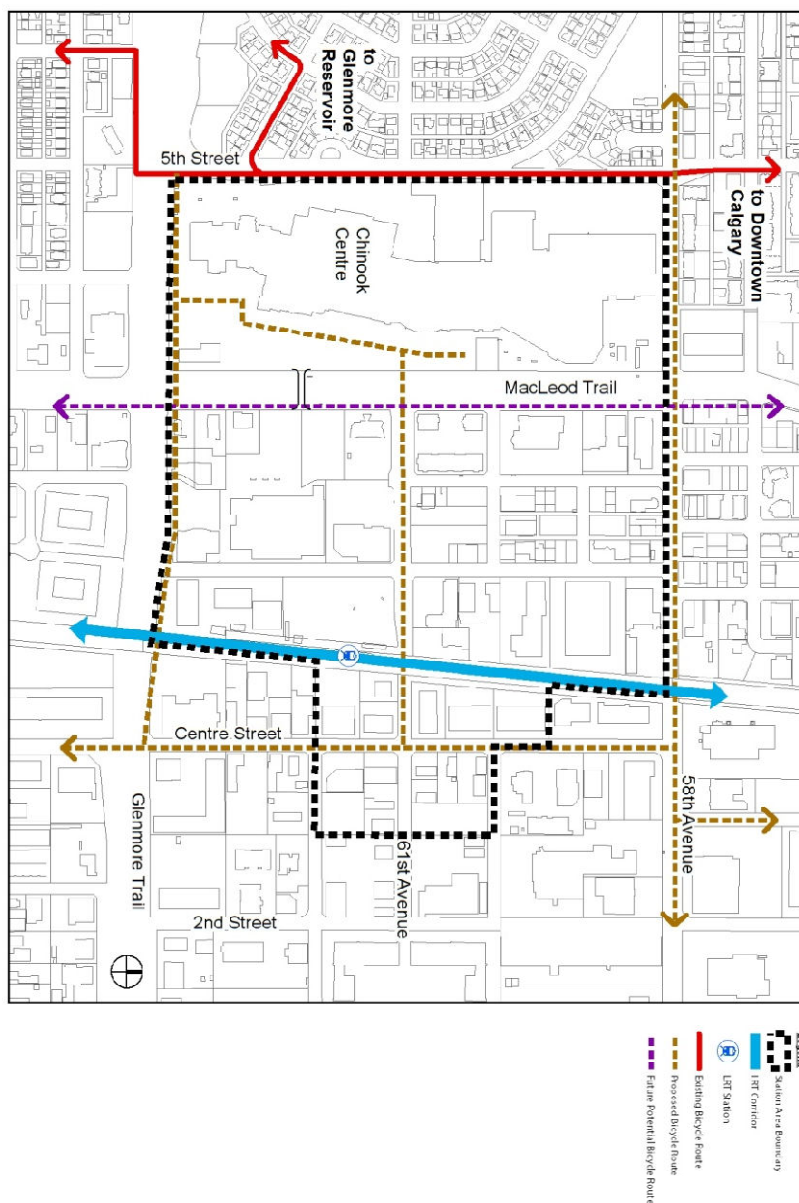 to
Glenmore
Reservoir
5th Street
to Downtown
Calgary
Chinook
Centre
MacLeod Trail
Centre Street
58th Avenue
Glenmore Trail
61st Avenue
2nd Street
Station Area Boundary
LRT Corridor
LRT Station
Existing Bicycle Route
Proposed Bicycle Route
Future Potential Bicycle Route